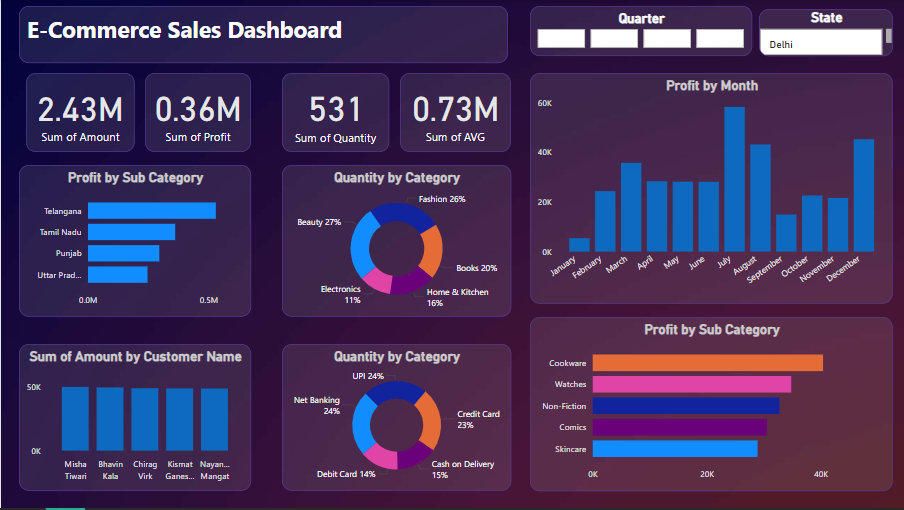 E-Commerce Sales Dashboard
Quarter
State
Delhi
2.43M
Sum of Amount
0.36M
Sum of Profit
531
Sum of Quantity
0.73M
Sum of AVG
Profit by Month
60K
40K
20K
0K
January
February
March
April
May
June
July
August
September
October
November
December
Profit by Sub Category
Telangana
Tamil Nadu
Punjab
Uttar Prad...
0.0M
0.5M
Quantity by Category
Fashion 26%
Beauty 27%
Books 20%
Electronics
11%
Home & Kitchen
16%
Sum of Amount by Customer Name
50K
0K
Misha
Tiwari
Bhavin
Kala
Chirag
Virk
Kismat
Ganes...
Nayan...
Mangat
Quantity by Category
UPI 24%
Net Banking
24%
Credit Card
23%
Debit Card 14%
Cash on Delivery
15%
Profit by Sub Category
Cookware
Watches
Non-Fiction
Comics
Skincare
0K
20K
40K